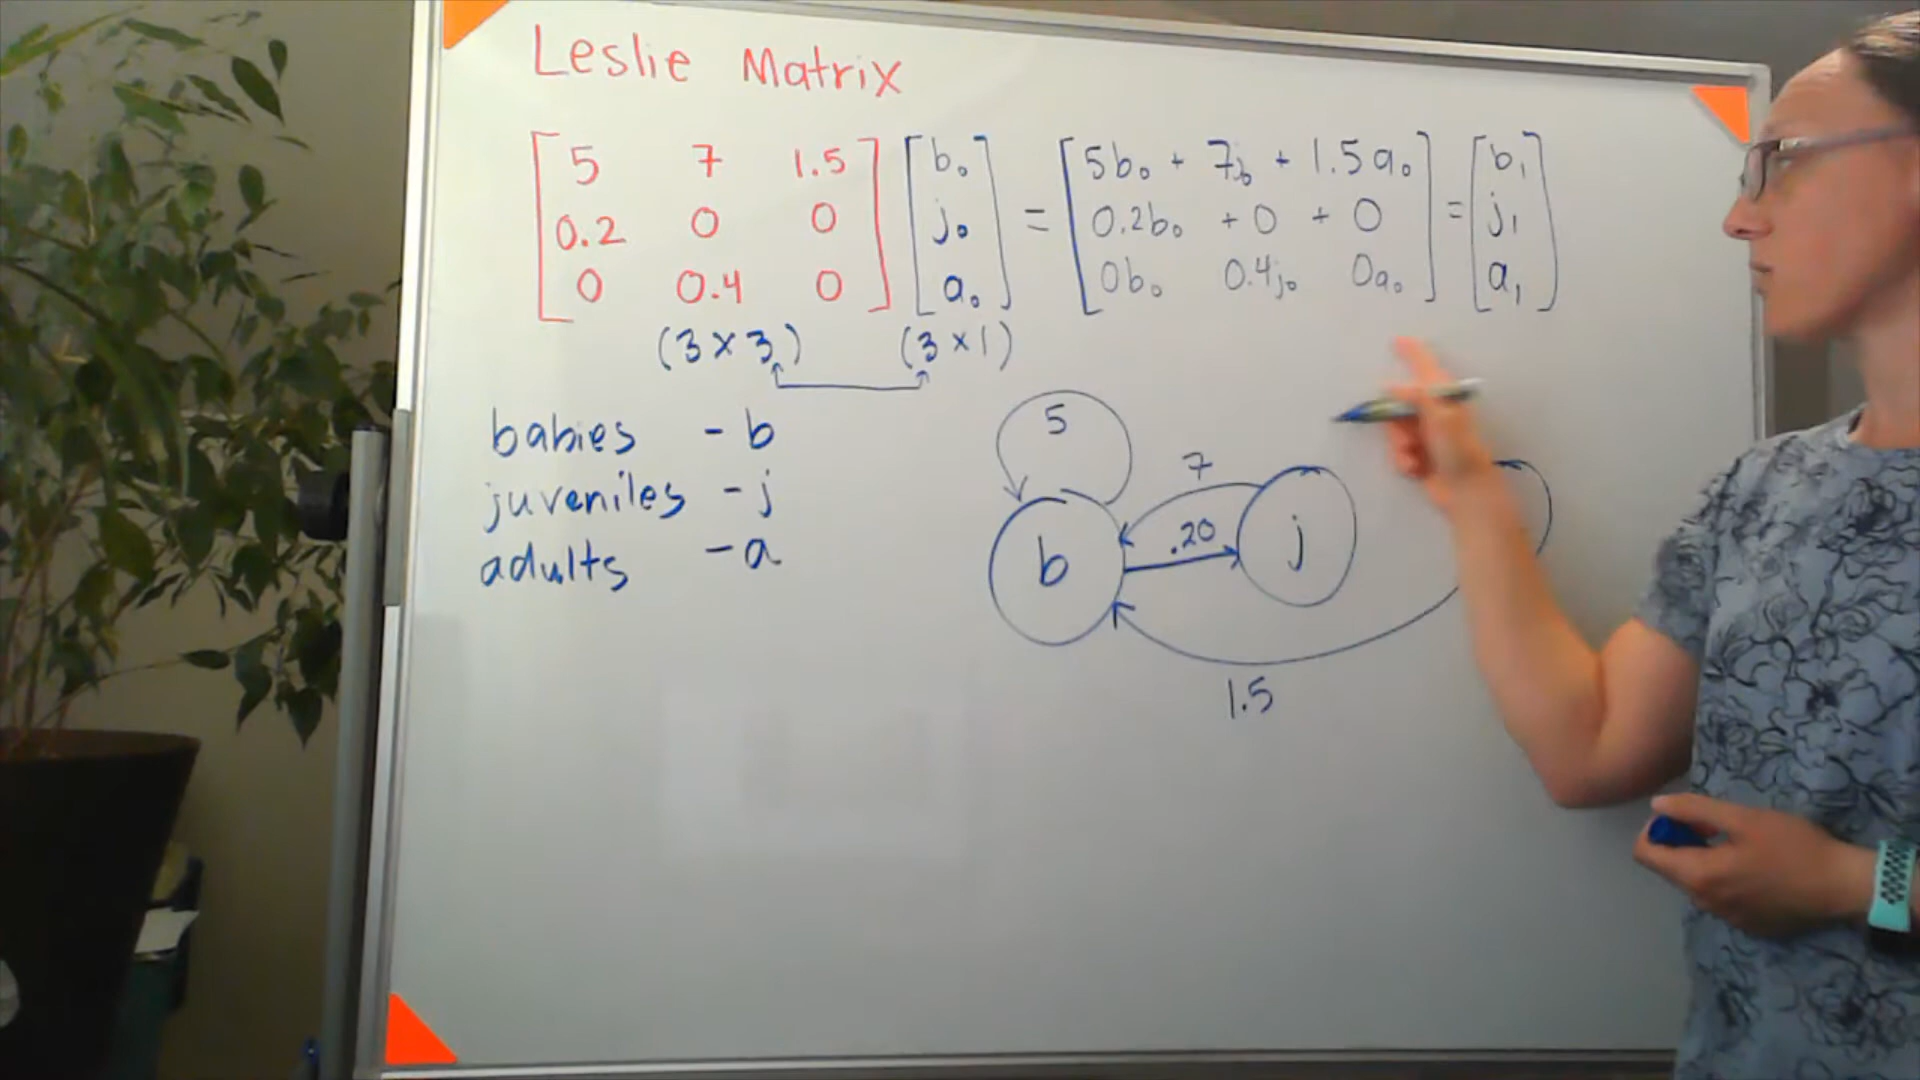 Leslie Matrix
5 7 1.5 b₀ 5b₀ + 7j₀ + 1.5a₀ b₁
0.2 0 0 j₀ = 0.2b₀ + 0 + 0 = j₁
0 0.4 0 a₀ 0b₀ 0.4j₀ 0a₀ a₁
(3 × 3) (3 × 1)
babies - b
juveniles - j
adults - a
5
7
.20
b j
1.5